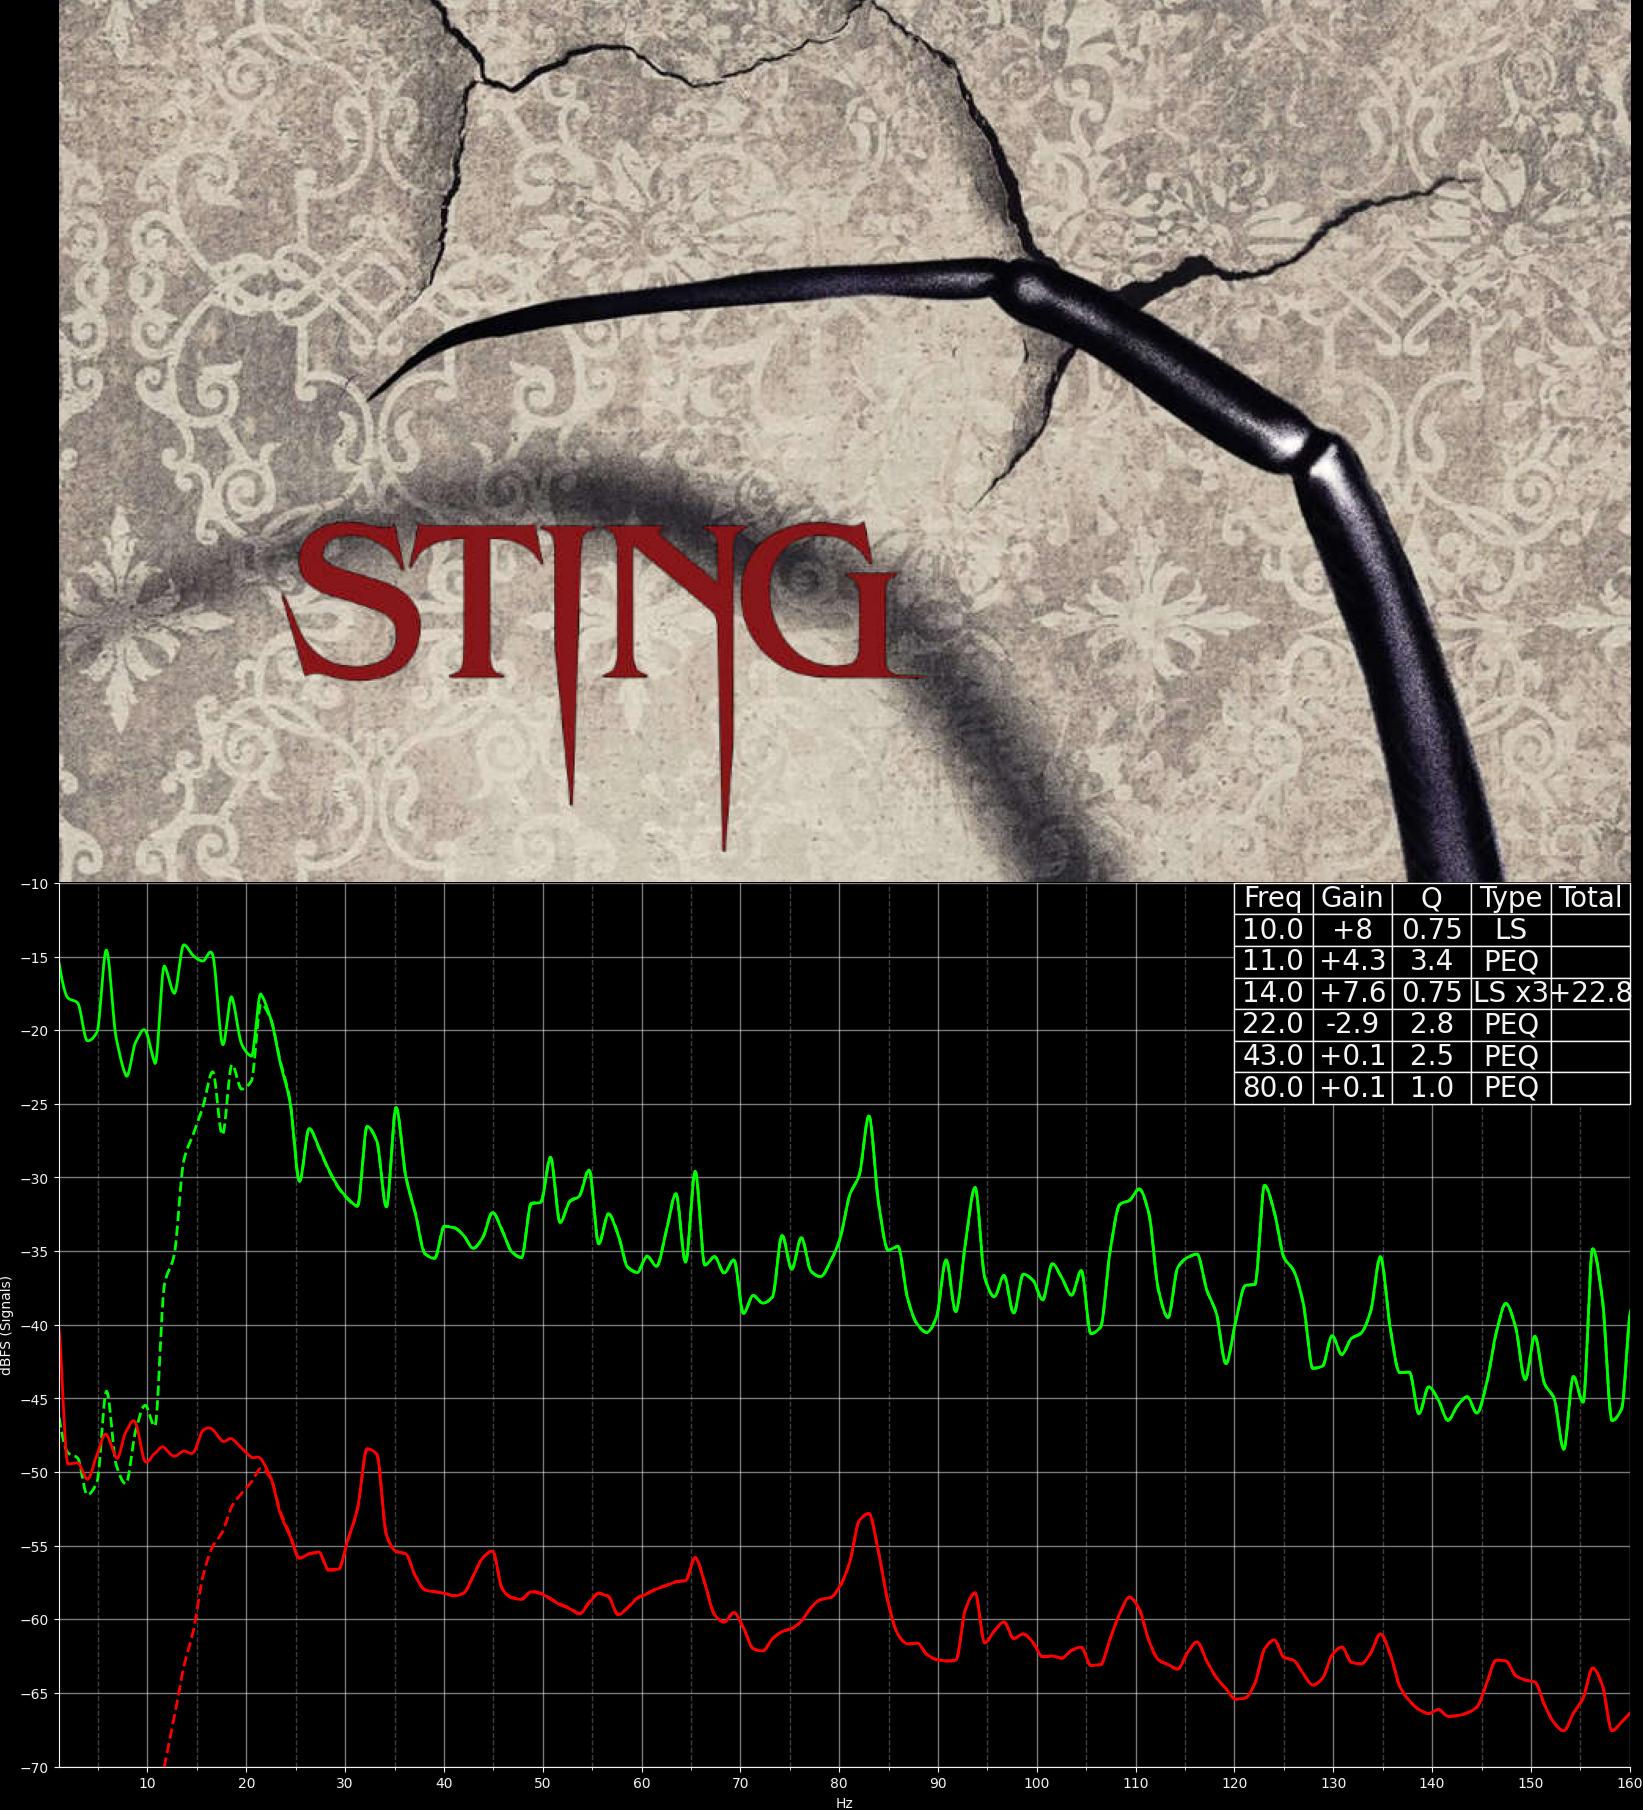 STING
Freq Gain Q Type Total
10.0 +8 0.75 LS
11.0 +4.3 3.4 PEQ
14.0 +7.6 0.75 LS x3 +22.8
22.0 -2.9 2.8 PEQ
43.0 +0.1 2.5 PEQ
80.0 +0.1 1.0 PEQ
−10
−15
−20
−25
−30
−35
−40
−45
−50
−55
−60
−65
−70
dBFS (Signals)
10 20 30 40 50 60 70 80 90 100 110 120 130 140 150 160
Hz